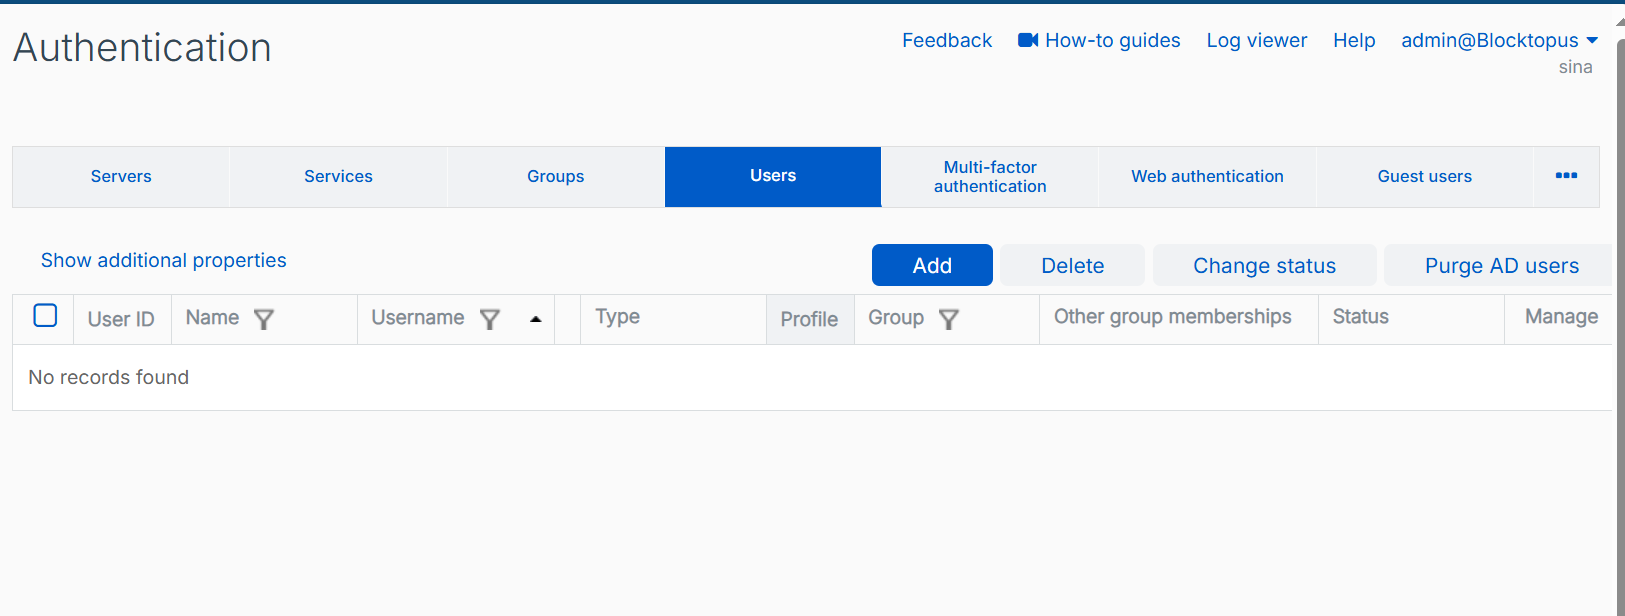 Authentication
Feedback How-to guides Log viewer Help admin@Blocktopus
sina
Servers Services Groups Users Multi-factor authentication Web authentication Guest users
Show additional properties Add Delete Change status Purge AD users
User ID Name Username Type Profile Group Other group memberships Status Manage
No records found